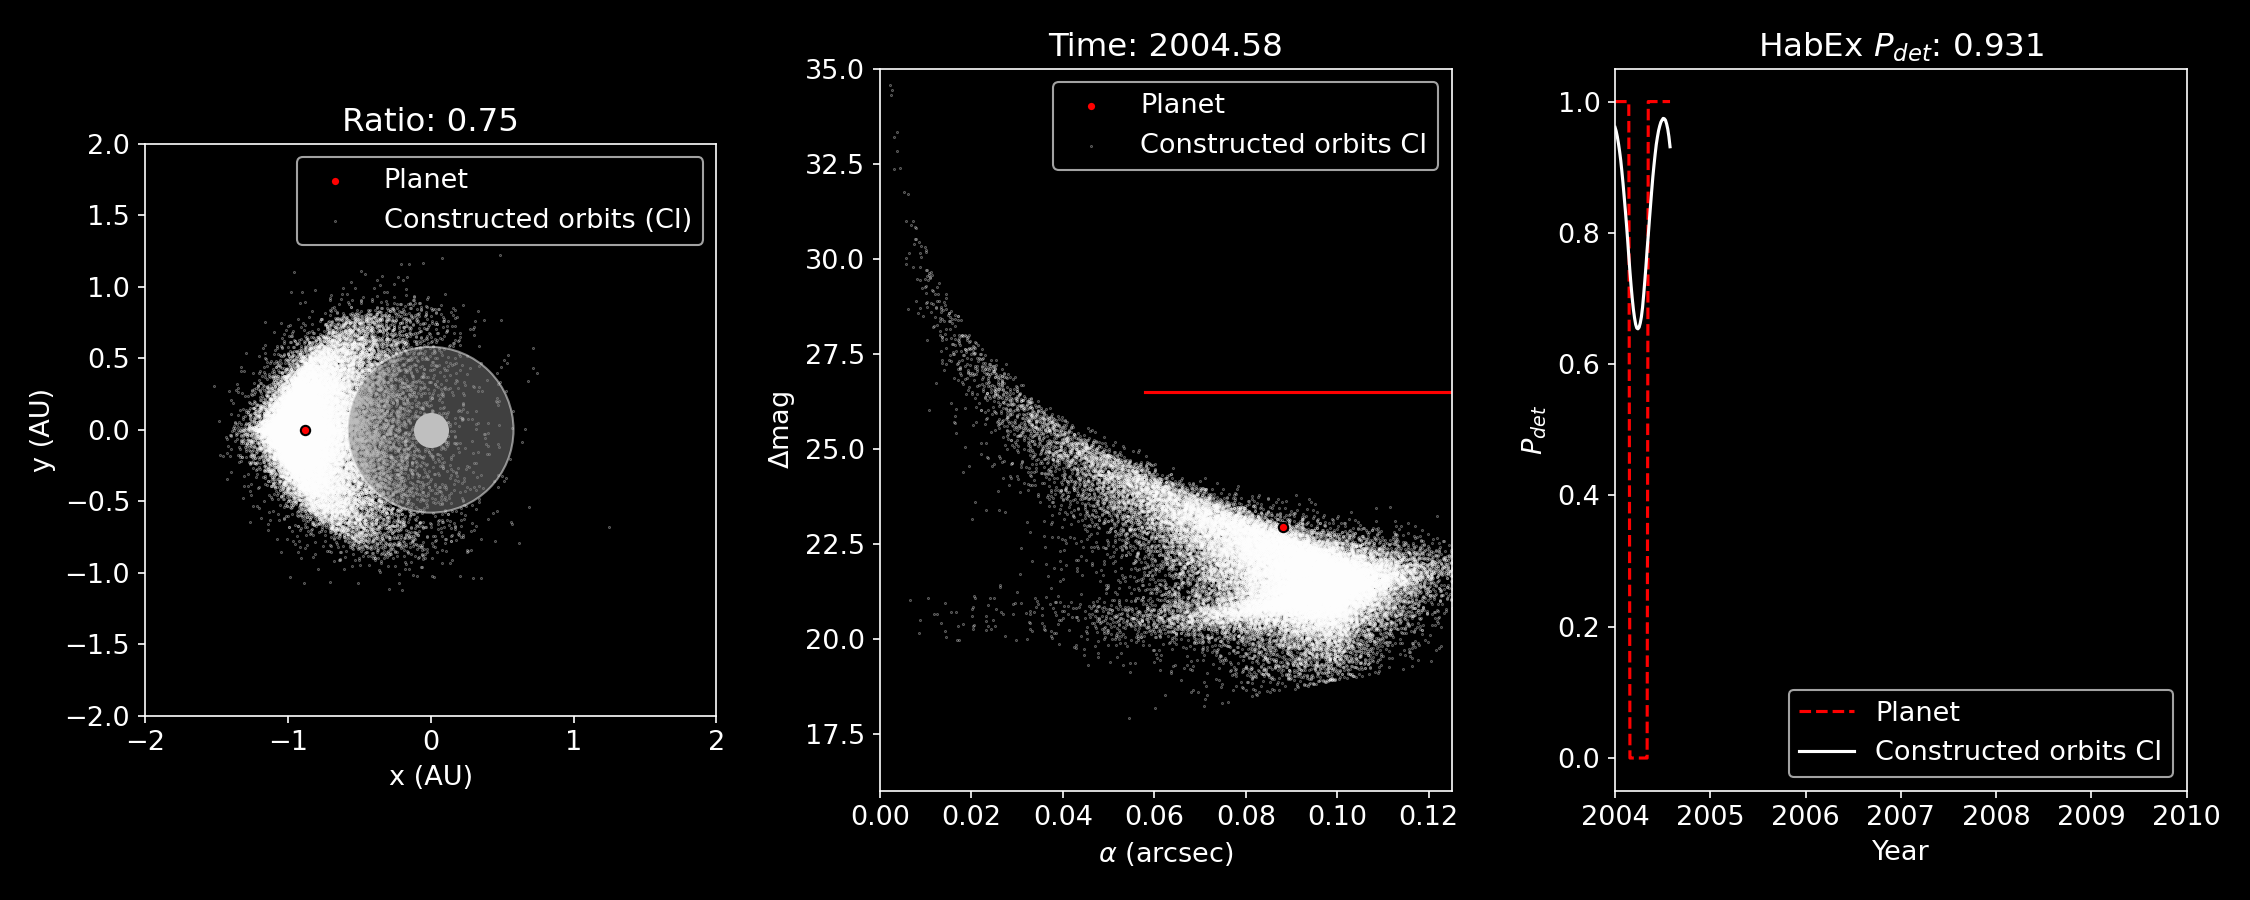 Ratio: 0.75
2.0
1.5
1.0
0.5
0.0
−0.5
−1.0
−1.5
−2.0
y (AU)
Planet
Constructed orbits (CI)
−2 −1 0 1 2
x (AU)
Time: 2004.58
35.0
32.5
30.0
27.5
25.0
22.5
20.0
17.5
Δmag
Planet
Constructed orbits CI
0.00 0.02 0.04 0.06 0.08 0.10 0.12
α (arcsec)
HabEx P_det: 0.931
1.0
0.8
0.6
0.4
0.2
0.0
P_det
Planet
Constructed orbits CI
2004 2005 2006 2007 2008 2009 2010
Year